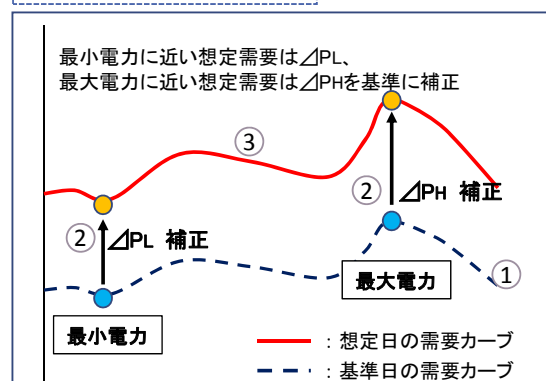 最小電力に近い想定需要は⊿PL、
最大電力に近い想定需要は⊿PHを基準に補正
③
②
⊿PH 補正
②
⊿PL 補正
①
最大電力
最小電力
：想定日の需要カーブ
：基準日の需要カーブ